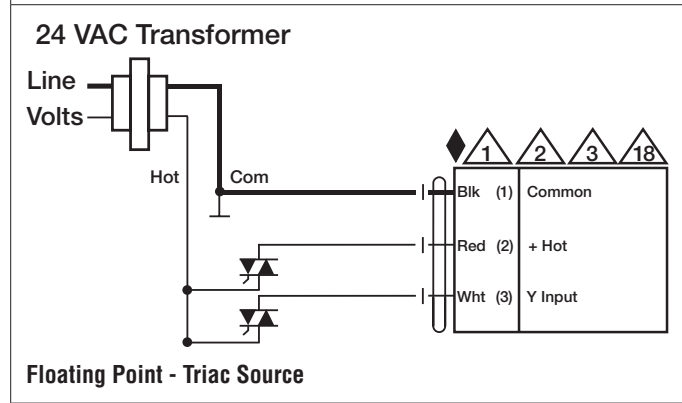 24 VAC Transformer
Line
Volts
Hot
Com
1
2
3
18
Blk (1) Common
Red (2) + Hot
Wht (3) Y Input
Floating Point - Triac Source